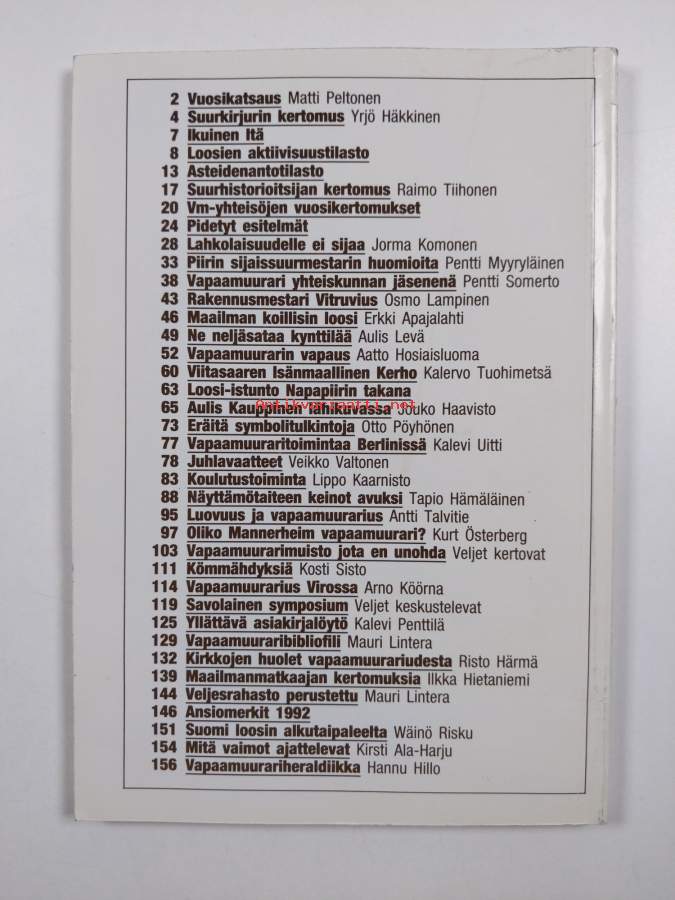 2 Vuosikatsaus Matti Peltonen
4 Suurkirjurin kertomus Yrjö Häkkinen
7 Ikuinen Itä
8 Loosien aktiivisuustilasto
13 Asteidenantotilasto
17 Suurhistorioitsijan kertomus Raimo Tiihonen
20 Vm-yhteisöjen vuosikertomukset
24 Pidetyt esitelmät
28 Lahkolaisuudelle ei sijaa Jorma Komonen
33 Piirin sijaissuurmestarin huomioita Pentti Myyryläinen
38 Vapaamuurari yhteiskunnan jäsenenä Pentti Somerto
43 Rakennusmestari Vitruvius Osmo Lampinen
46 Maailman koillisin loosi Erkki Apajalahti
49 Ne neljäsataa kynttilää Aulis Levä
52 Vapaamuurarin vapaus Aatto Hosiaisluoma
60 Viitasaaren Isänmaallinen Kerho Kalervo Tuohimetsä
63 Loosi-istunto Napapiirin takana
Antikvariaatti.net
65 Aulis Kauppinen lähikuvassa Jouko Haavisto
73 Eräitä symbolitulkintoja Otto Pöyhönen
77 Vapaamuuraritoimintaa Berliinissä Kalevi Uitti
78 Juhlavaatteet Veikko Valtonen
83 Koulutustoiminta Lippo Kaarnisto
88 Näyttämötaiteen keinot avuksi Tapio Hämäläinen
95 Luovuus ja vapaamuurarius Antti Talvitie
97 Oliko Mannerheim vapaamuurari? Kurt Österberg
103 Vapaamuurarimuisto jota en unohda Veljet kertovat
111 Kömmähdyksiä Kosti Sisto
114 Vapaamuurarius Virossa Arno Köörna
119 Savolainen symposium Veljet keskustelevat
125 Yllättävä asiakirjalöytö Kalevi Penttilä
129 Vapaamuuraribibliofili Mauri Lintera
132 Kirkkojen huolet vapaamuurariudesta Risto Härmä
139 Maailmanmatkaajan kertomuksia Ilkka Hietaniemi
144 Veljesrahasto perustettu Mauri Lintera
146 Ansiomerkit 1992
151 Suomi loosin alkutaipaleelta Wäinö Risku
154 Mitä vaimot ajattelevat Kirsti Ala-Harju
156 Vapaamuurariheraldiikka Hannu Hillo